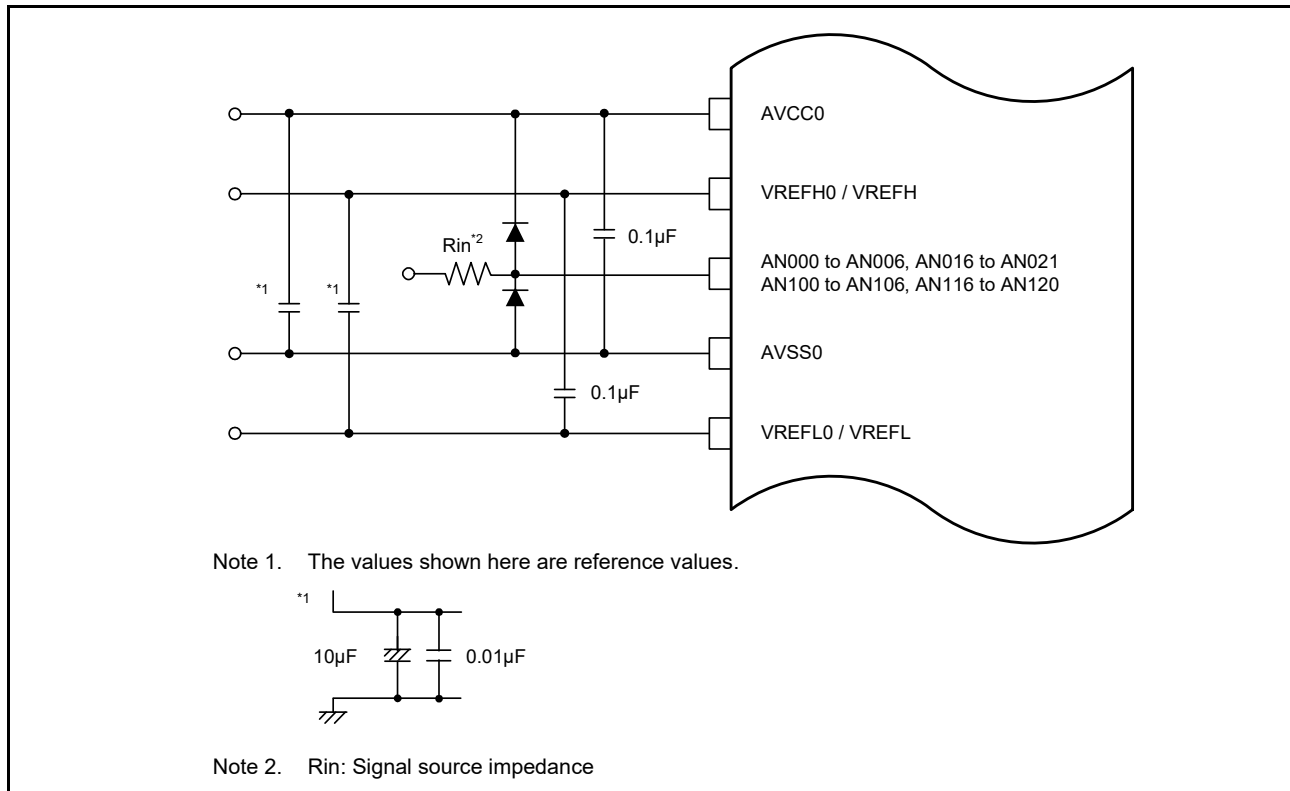 AVCC0
VREFH0 / VREFH
Rin*2
0.1µF
AN000 to AN006, AN016 to AN021
AN100 to AN106, AN116 to AN120
*1
*1
AVSS0
0.1µF
VREFL0 / VREFL
Note 1. The values shown here are reference values.
*1
10µF
0.01µF
Note 2. Rin: Signal source impedance